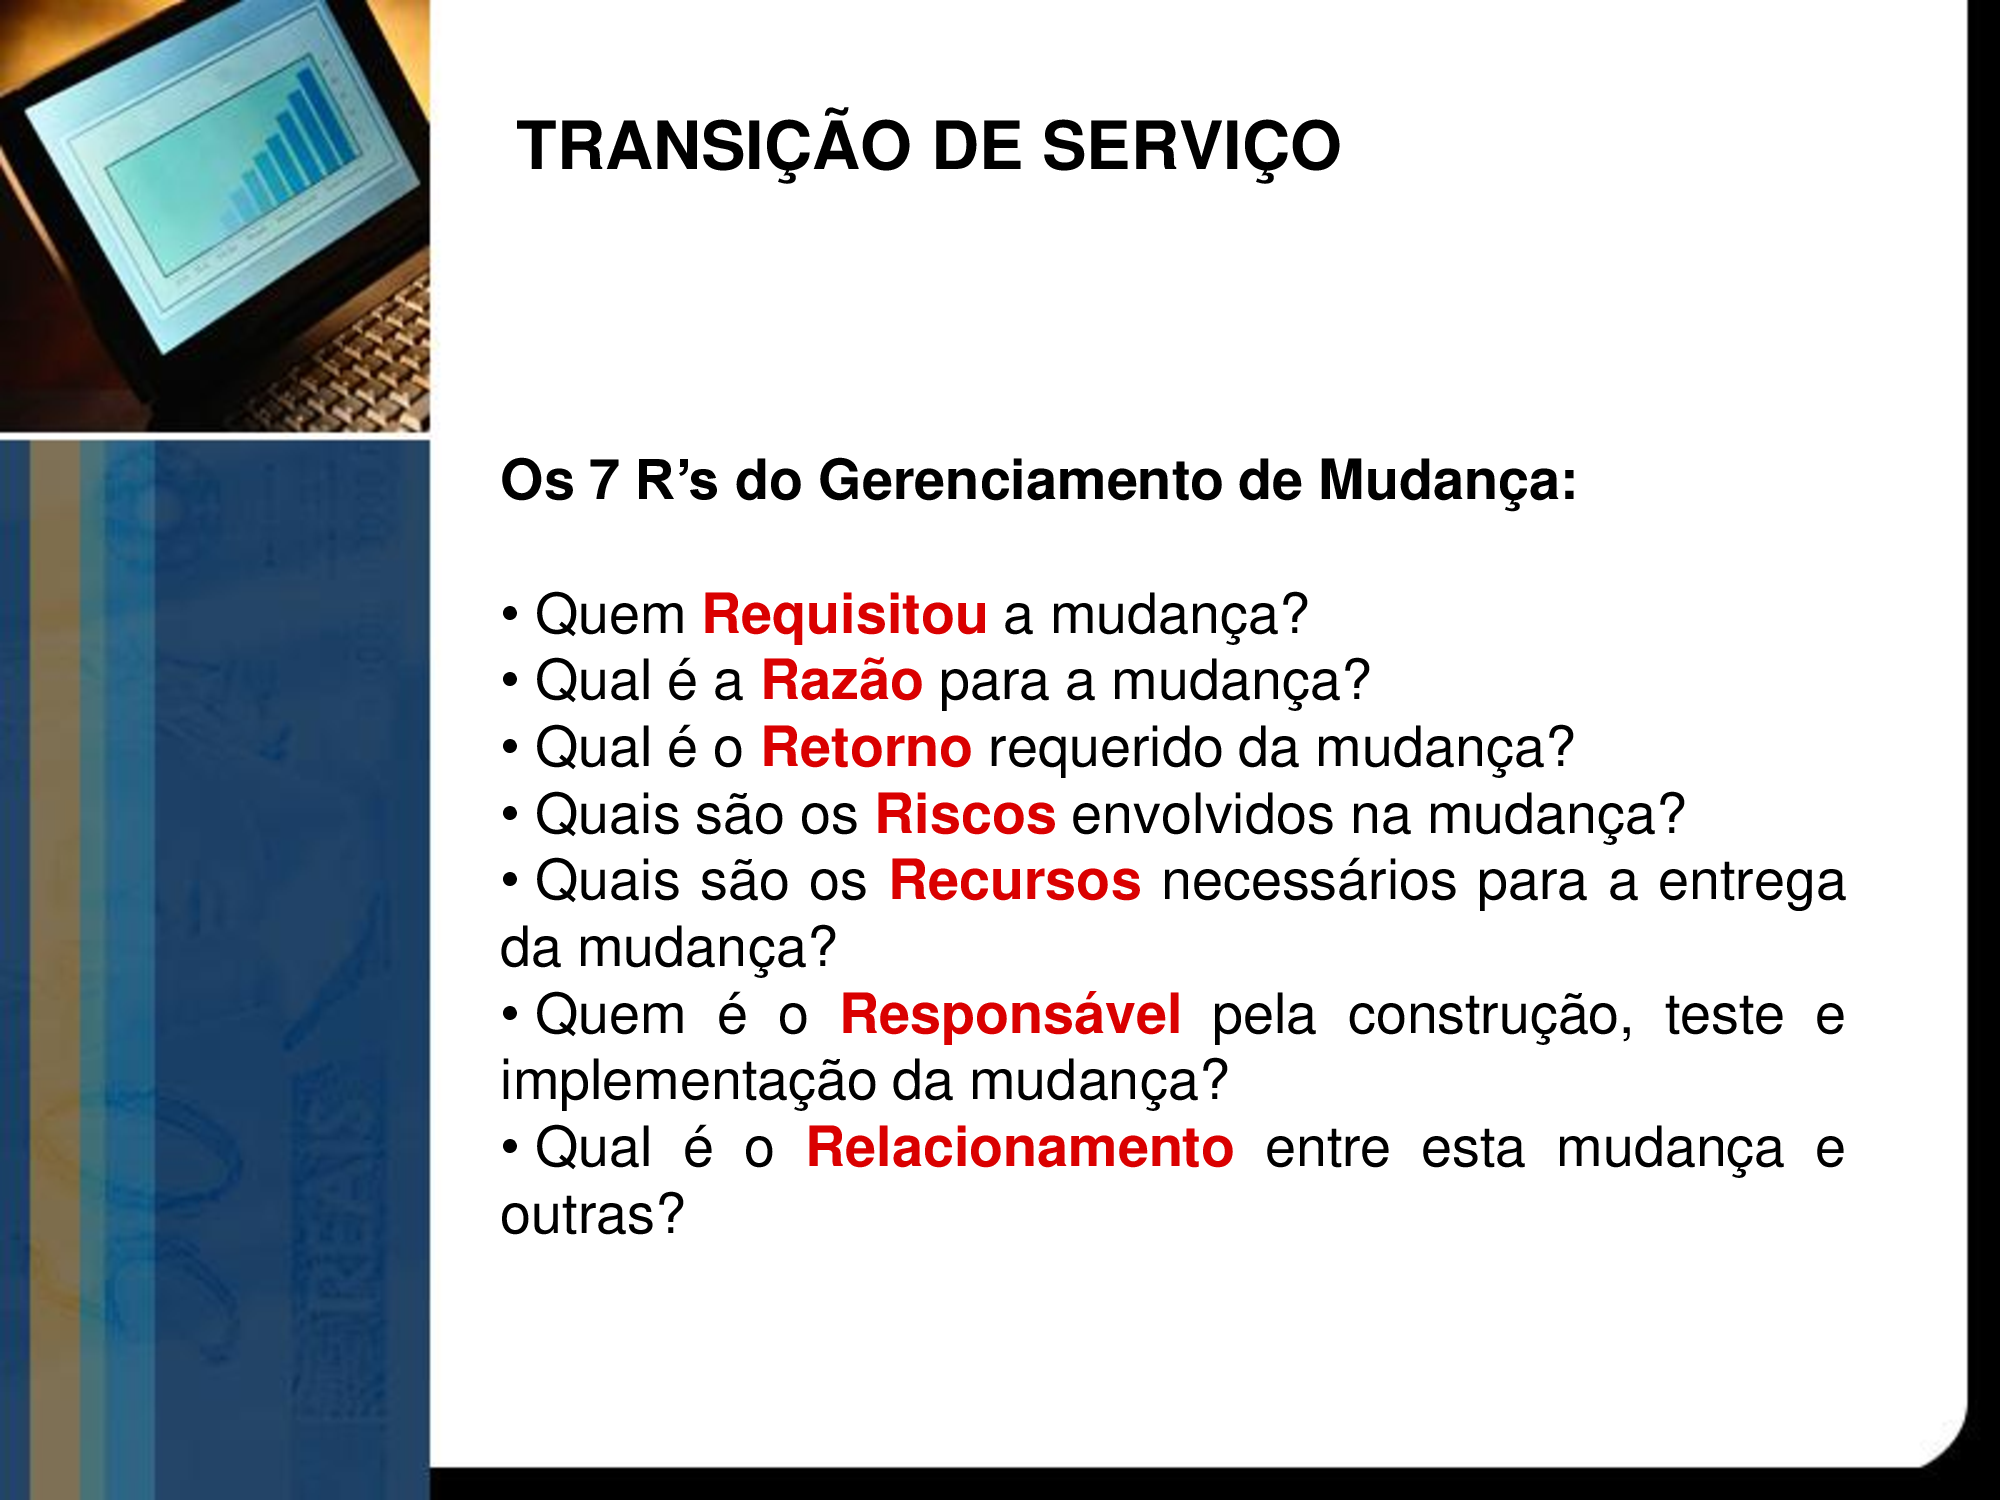 TRANSIÇÃO DE SERVIÇO
Os 7 R’s do Gerenciamento de Mudança:
• Quem Requisitou a mudança?
• Qual é a Razão para a mudança?
• Qual é o Retorno requerido da mudança?
• Quais são os Riscos envolvidos na mudança?
• Quais são os Recursos necessários para a entrega
da mudança?
• Quem é o Responsável pela construção, teste e
implementação da mudança?
• Qual é o Relacionamento entre esta mudança e
outras?
REAIS